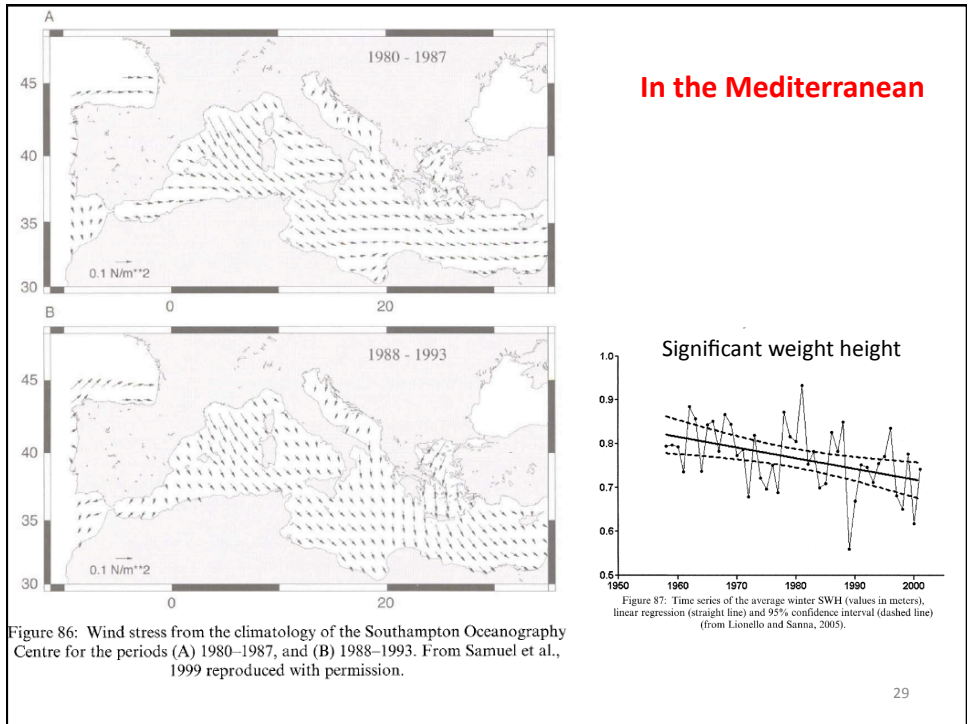 A
1980 - 1987
45
40
35
30
0.1 N/m**2
0
20
B
1988 - 1993
45
40
35
30
0.1 N/m**2
0
20
Figure 86: Wind stress from the climatology of the Southampton Oceanography
Centre for the periods (A) 1980–1987, and (B) 1988–1993. From Samuel et al.,
1999 reproduced with permission.
In the Mediterranean
Significant weight height
1.0
0.9
0.8
0.7
0.6
0.5
1950
1960
1970
1980
1990
2000
Figure 87: Time series of the average winter SWH (values in meters),
linear regression (straight line) and 95% confidence interval (dashed line)
(from Lionello and Sanna, 2005).
29